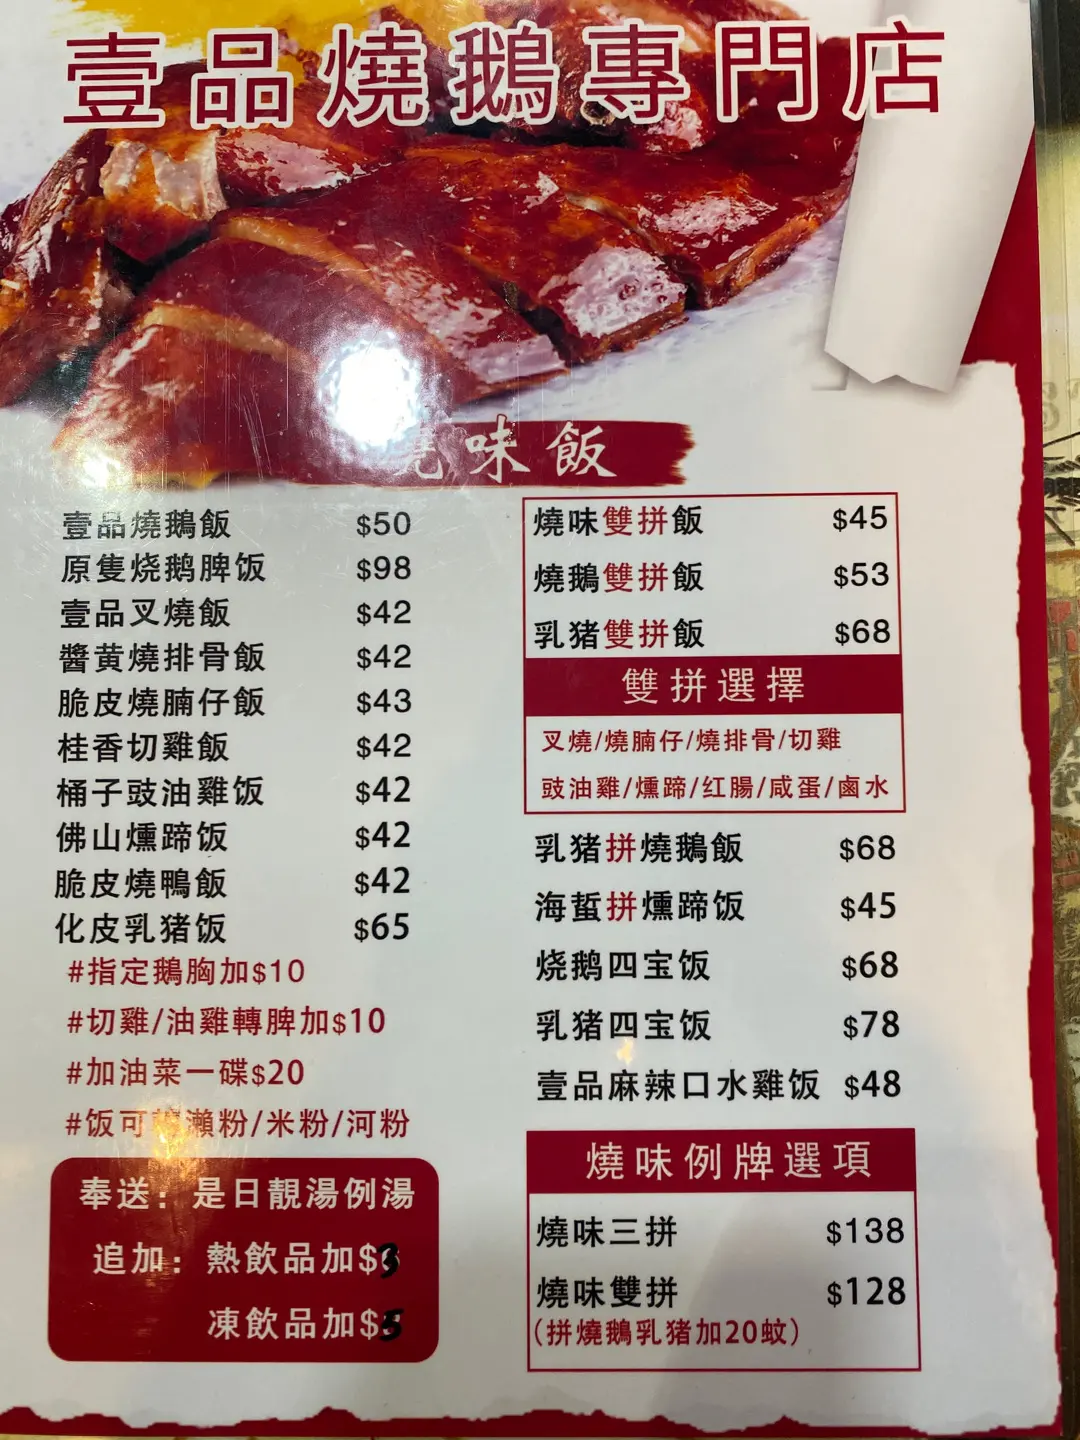 壹品燒鵝專門店
燒味飯
壹品燒鵝飯 $50
原隻烧鹅脾饭 $98
壹品叉燒飯 $42
醬黄燒排骨飯 $42
脆皮燒腩仔飯 $43
桂香切雞飯 $42
桶子豉油雞饭 $42
佛山燻蹄饭 $42
脆皮燒鴨飯 $42
化皮乳猪饭 $65
#指定鵝胸加$10
#切雞/油雞轉脾加$10
#加油菜一碟$20
#饭可 瀨粉/米粉/河粉
奉送：是日靚湯例湯
追加：熱飲品加$3
凍飲品加$5
燒味雙拼飯 $45
燒鵝雙拼飯 $53
乳猪雙拼飯 $68
雙拼選擇
叉燒/燒腩仔/燒排骨/切雞
豉油雞/燻蹄/红腸/咸蛋/鹵水
乳猪拼燒鵝飯 $68
海蜇拼燻蹄饭 $45
烧鹅四宝饭 $68
乳猪四宝饭 $78
壹品麻辣口水雞饭 $48
燒味例牌選項
燒味三拼 $138
燒味雙拼 $128
（拼燒鵝乳猪加20蚊）